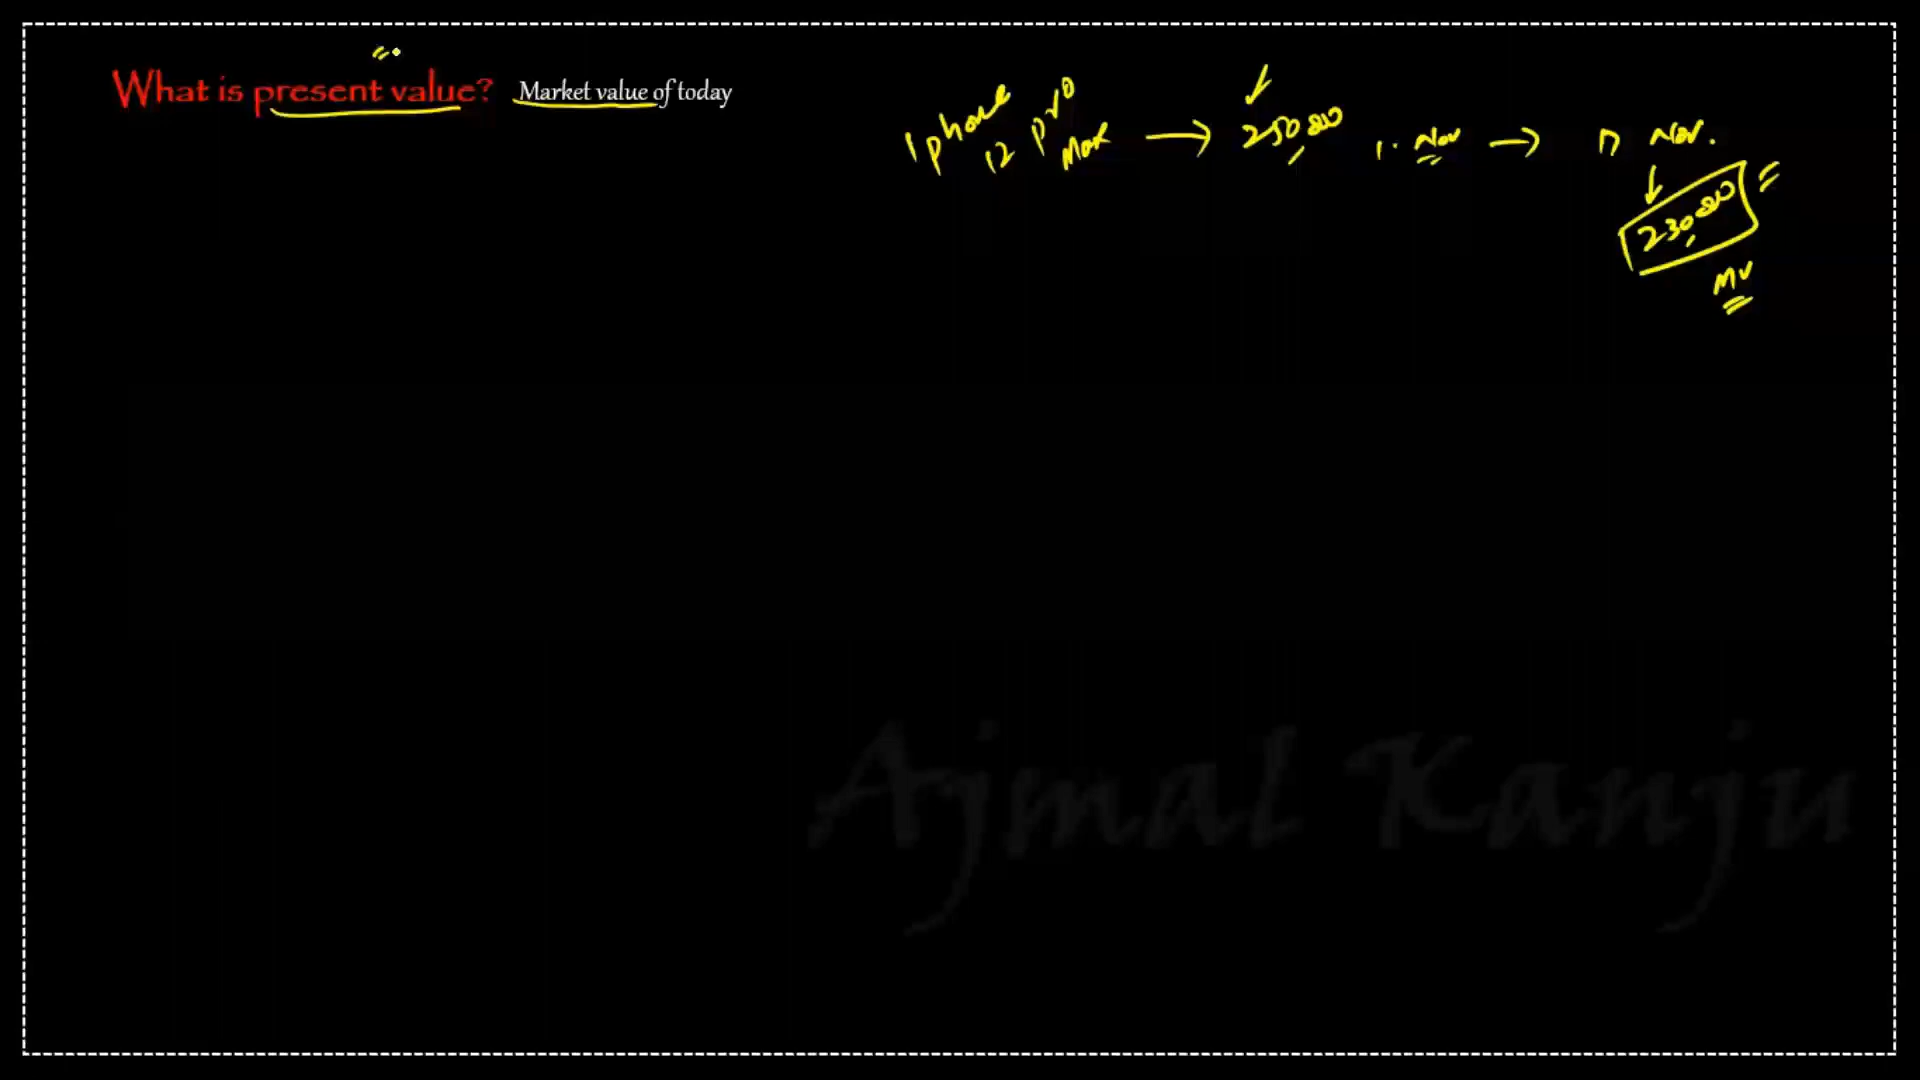 What is present value? Market value of today
Iphone 12 pro Max → 250,000 1. Nov → 17 Nov.
230,000
MV
Ajmal Kanju